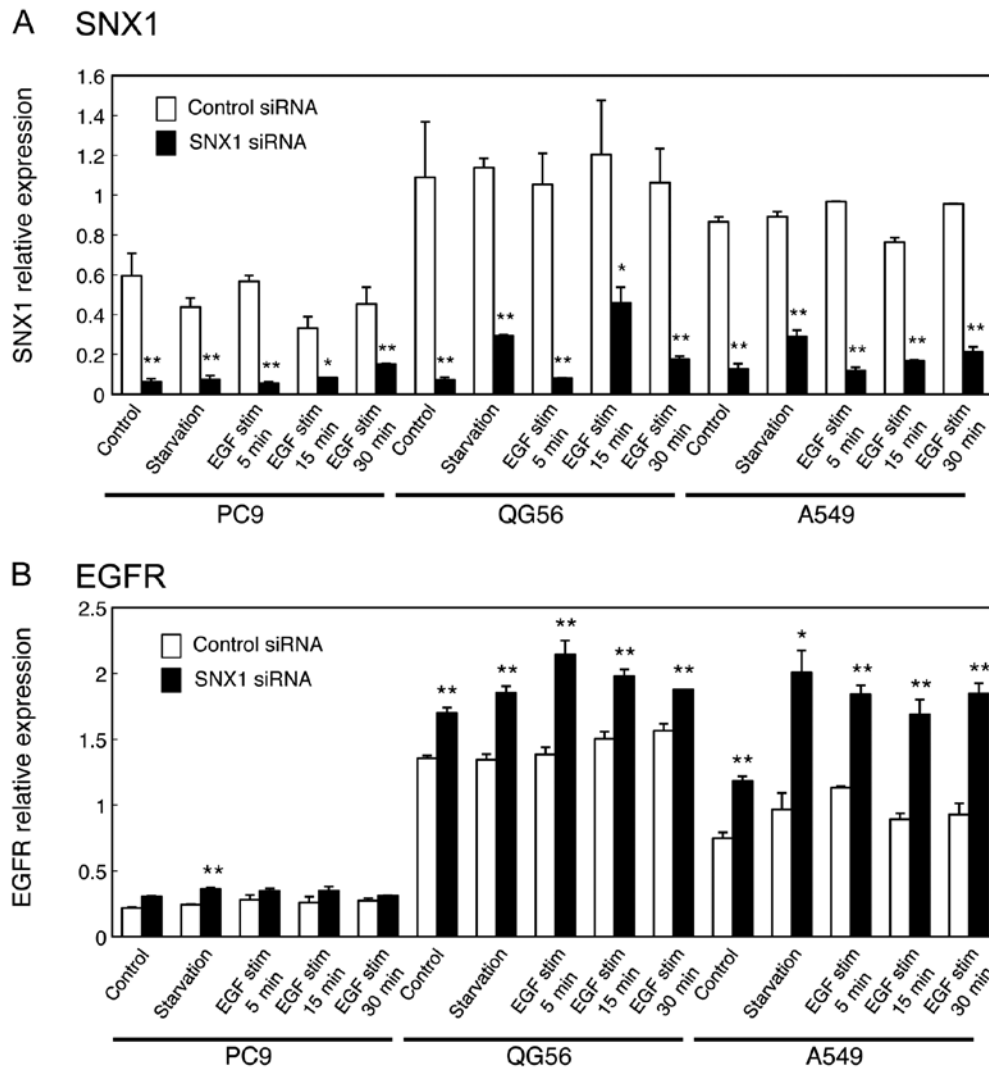 A SNX1
1.6
1.4
1.2
1
0.8
0.6
0.4
0.2
0
SNX1 relative expression
Control siRNA
SNX1 siRNA
** ** ** * ** ** ** ** * ** ** ** ** ** **
Control
Starvation
EGF stim
5 min
EGF stim
15 min
EGF stim
30 min
Control
Starvation
EGF stim
5 min
EGF stim
15 min
EGF stim
30 min
Control
Starvation
EGF stim
5 min
EGF stim
15 min
EGF stim
30 min
PC9 QG56 A549
B EGFR
2.5
2
1.5
1
0.5
0
EGFR relative expression
Control siRNA
SNX1 siRNA
** ** ** ** ** ** ** * ** ** **
Control
Starvation
EGF stim
5 min
EGF stim
15 min
EGF stim
30 min
Control
Starvation
EGF stim
5 min
EGF stim
15 min
EGF stim
30 min
Control
Starvation
EGF stim
5 min
EGF stim
15 min
EGF stim
30 min
PC9 QG56 A549